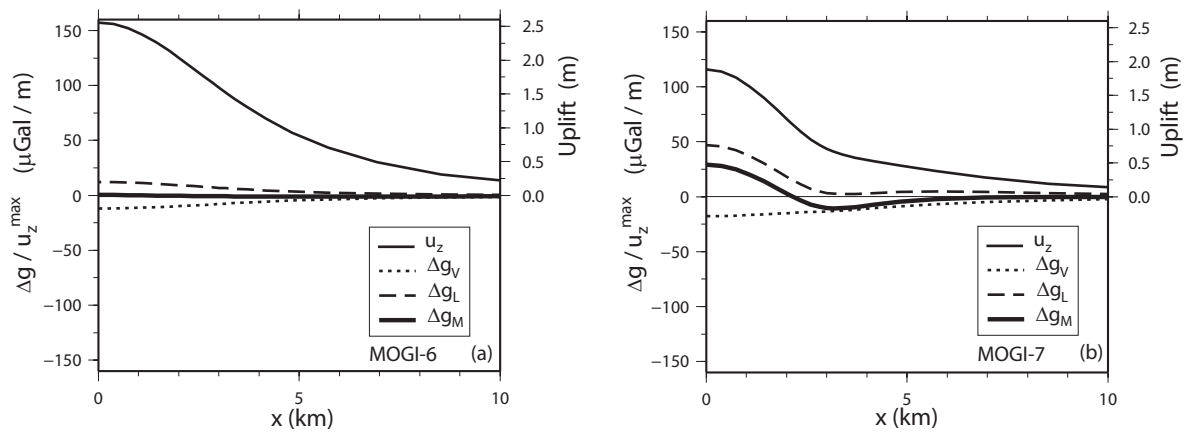 150
100
50
0
−50
−100
−150
Δg / u_z^max (μGal / m)
2.5
2.0
1.5
1.0
0.5
0.0
Uplift (m)
u_z
Δg_V
Δg_L
Δg_M
MOGI-6 (a)
0 5 10
x (km)
150
100
50
0
−50
−100
−150
Δg / u_z^max (μGal / m)
2.5
2.0
1.5
1.0
0.5
0.0
Uplift (m)
u_z
Δg_V
Δg_L
Δg_M
MOGI-7 (b)
0 5 10
x (km)